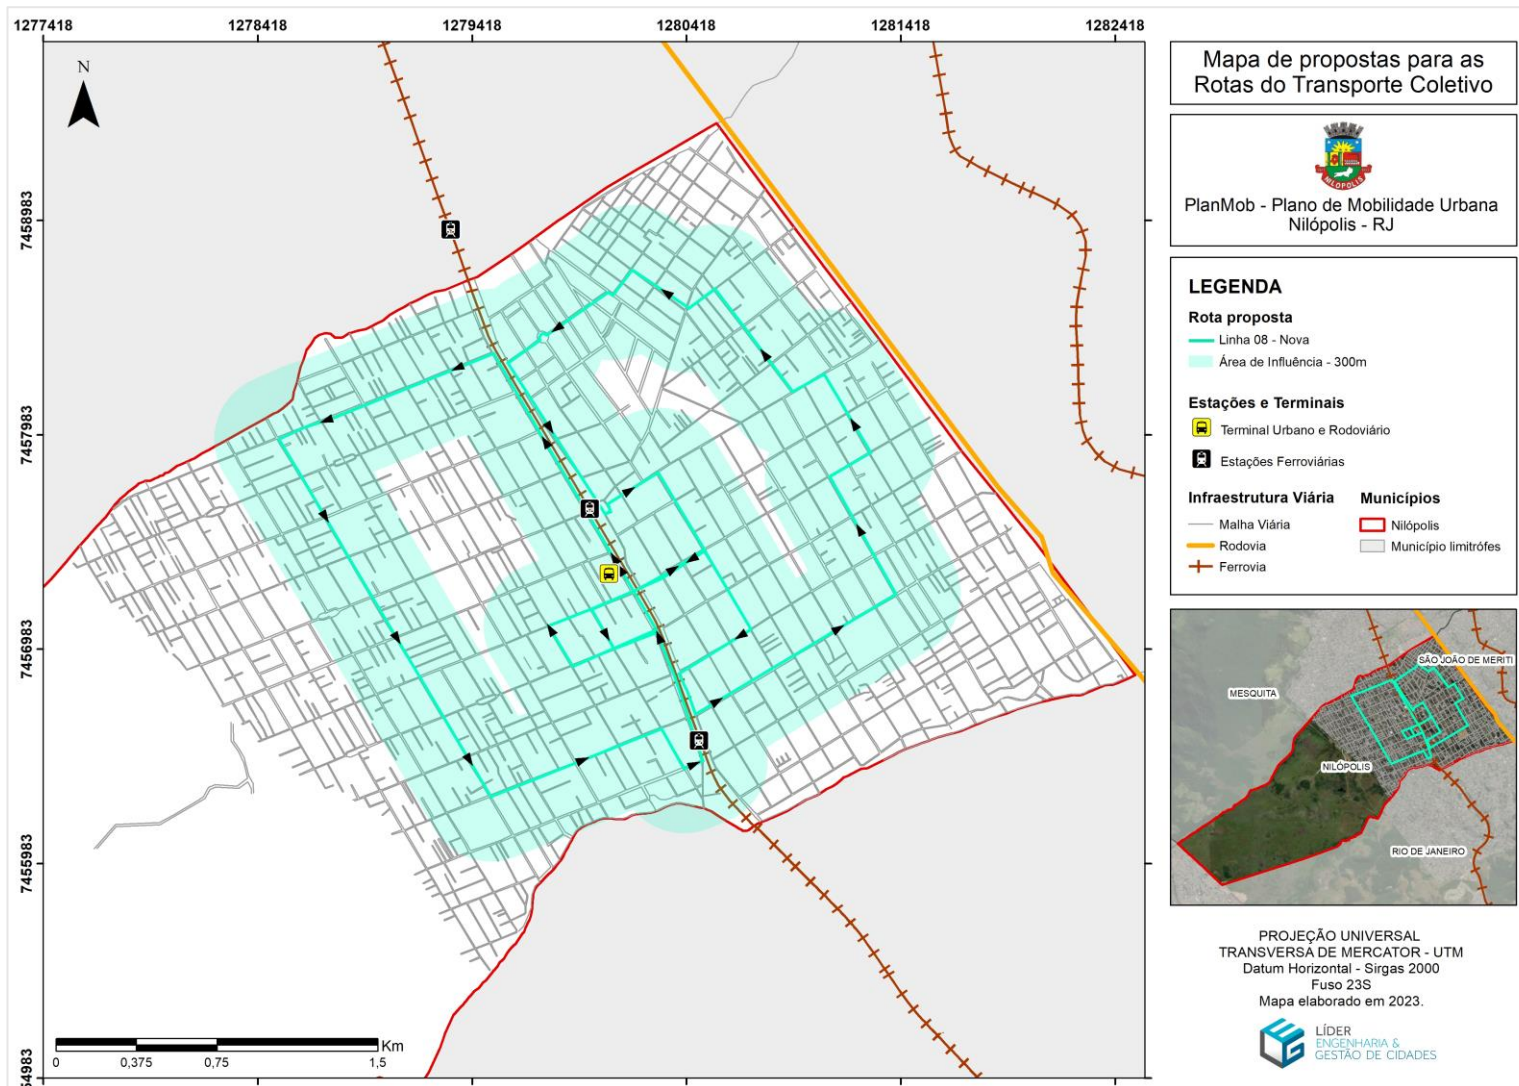 1277418 1278418 1279418 1280418 1281418 1282418
N
7458983
7457983
7456983
7455983
54983
Km
0 0,375 0,75 1,5
Mapa de propostas para as
Rotas do Transporte Coletivo
NILÓPOLIS
PlanMob - Plano de Mobilidade Urbana
Nilópolis - RJ
LEGENDA
Rota proposta
Linha 08 - Nova
Área de Influência - 300m
Estações e Terminais
Terminal Urbano e Rodoviário
Estações Ferroviárias
Infraestrutura Viária
Malha Viária
Rodovia
Ferrovia
Municípios
Nilópolis
Município limitrófes
SÃO JOÃO DE MERITI
MESQUITA
NILÓPOLIS
RIO DE JANEIRO
PROJEÇÃO UNIVERSAL
TRANSVERSA DE MERCATOR - UTM
Datum Horizontal - Sirgas 2000
Fuso 23S
Mapa elaborado em 2023.
LÍDER
ENGENHARIA &
GESTÃO DE CIDADES